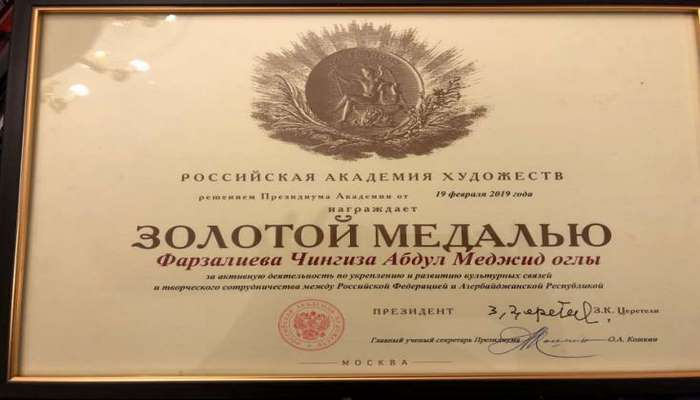 РОССИЙСКАЯ АКАДЕМИЯ ХУДОЖЕСТВ
решением Президиума Академии от 19 февраля 2019 года
награждает
ЗОЛОТОЙ МЕДАЛЬЮ
Фарзалиева Чингиза Абдул Меджид оглы
за активную деятельность по укреплению и развитию культурных связей
и творческого сотрудничества между Российской Федерацией и Азербайджанской Республикой
ПРЕЗИДЕНТ З.К. Церетели
Главный ученый секретарь Президиума О.А. Кошкин
МОСКВА